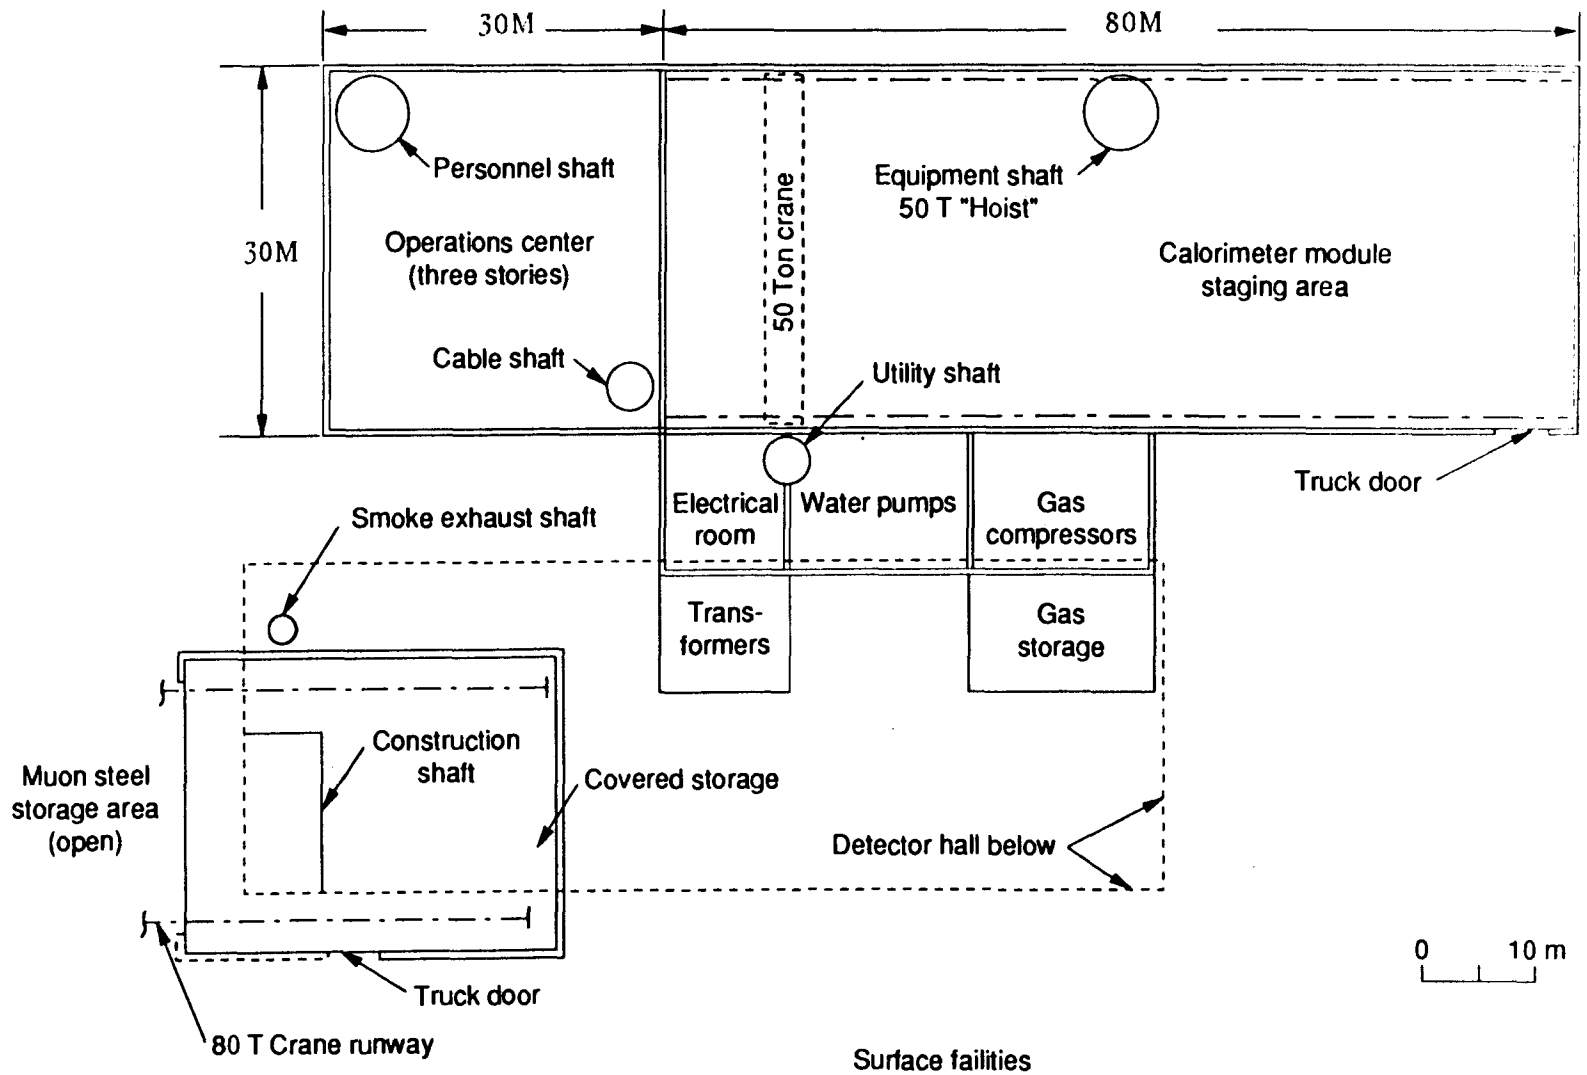 30M
80M
Personnel shaft
Equipment shaft
50 T "Hoist"
30M
Operations center
(three stories)
50 Ton crane
Calorimeter module
staging area
Cable shaft
Utility shaft
Truck door
Smoke exhaust shaft
Electrical
room
Water pumps
Gas
compressors
Trans-
formers
Gas
storage
Construction
shaft
Muon steel
storage area
(open)
Covered storage
Detector hall below
0 10 m
Truck door
80 T Crane runway
Surface failities